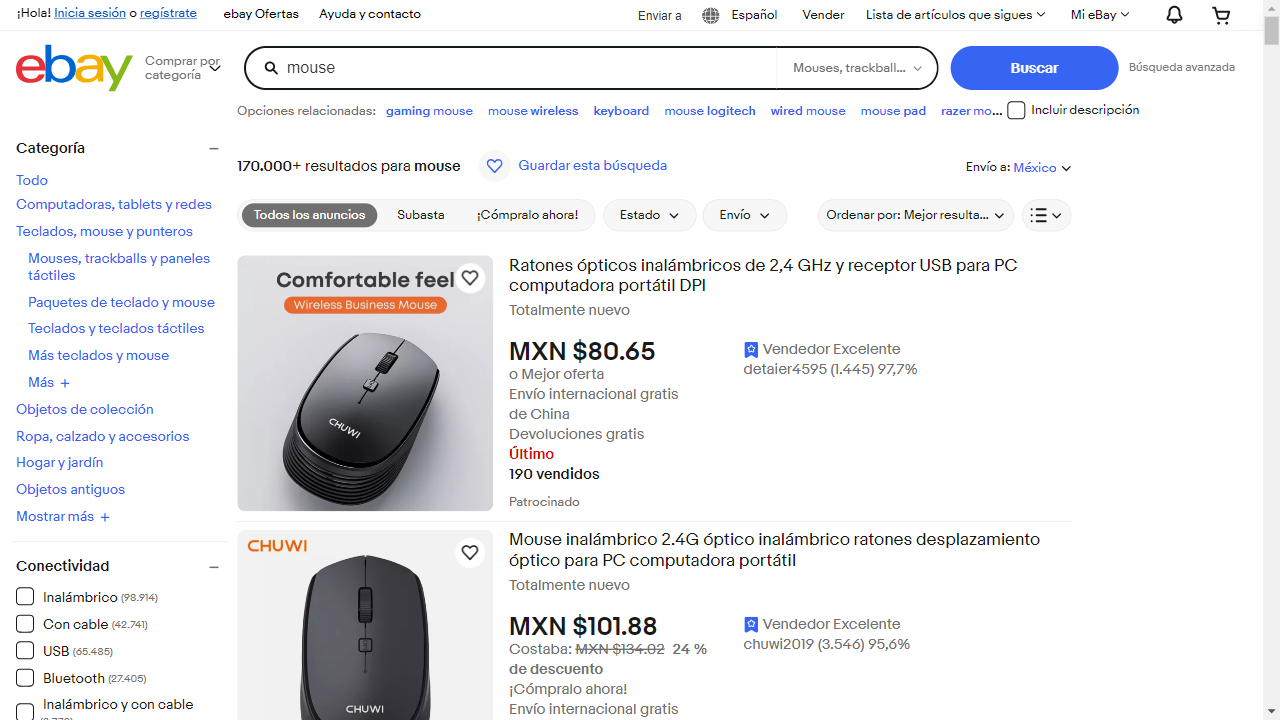 ¡Hola! Inicia sesión o regístrate
ebay Ofertas
Ayuda y contacto
Enviar a
Español
Vender
Lista de artículos que sigues
Mi eBay
ebay
Comprar por categoría
mouse
Mouses, trackball...
Buscar
Búsqueda avanzada
Opciones relacionadas:
gaming mouse
mouse wireless
keyboard
mouse logitech
wired mouse
mouse pad
razer mo...
Incluir descripción
Categoría
Todo
Computadoras, tablets y redes
Teclados, mouse y punteros
Mouses, trackballs y paneles
táctiles
Paquetes de teclado y mouse
Teclados y teclados táctiles
Más teclados y mouse
Más
Objetos de colección
Ropa, calzado y accesorios
Hogar y jardín
Objetos antiguos
Mostrar más
Conectividad
Inalámbrico (98.914)
Con cable (42.741)
USB (65.485)
Bluetooth (27.405)
Inalámbrico y con cable
170.000+ resultados para mouse
Guardar esta búsqueda
Envío a: México
Todos los anuncios
Subasta
¡Cómpralo ahora!
Estado
Envío
Ordenar por: Mejor resulta...
Comfortable feel
Wireless Business Mouse
CHUWI
Ratones ópticos inalámbricos de 2,4 GHz y receptor USB para PC
computadora portátil DPI
Totalmente nuevo
MXN $80.65
o Mejor oferta
Envío internacional gratis
de China
Devoluciones gratis
Último
190 vendidos
Patrocinado
Vendedor Excelente
detaier4595 (1.445) 97,7%
CHUWI
CHUWI
Mouse inalámbrico 2.4G óptico inalámbrico ratones desplazamiento
óptico para PC computadora portátil
Totalmente nuevo
MXN $101.88
Costaba: MXN $134.02 24 %
de descuento
¡Cómpralo ahora!
Envío internacional gratis
Vendedor Excelente
chuwi2019 (3.546) 95,6%